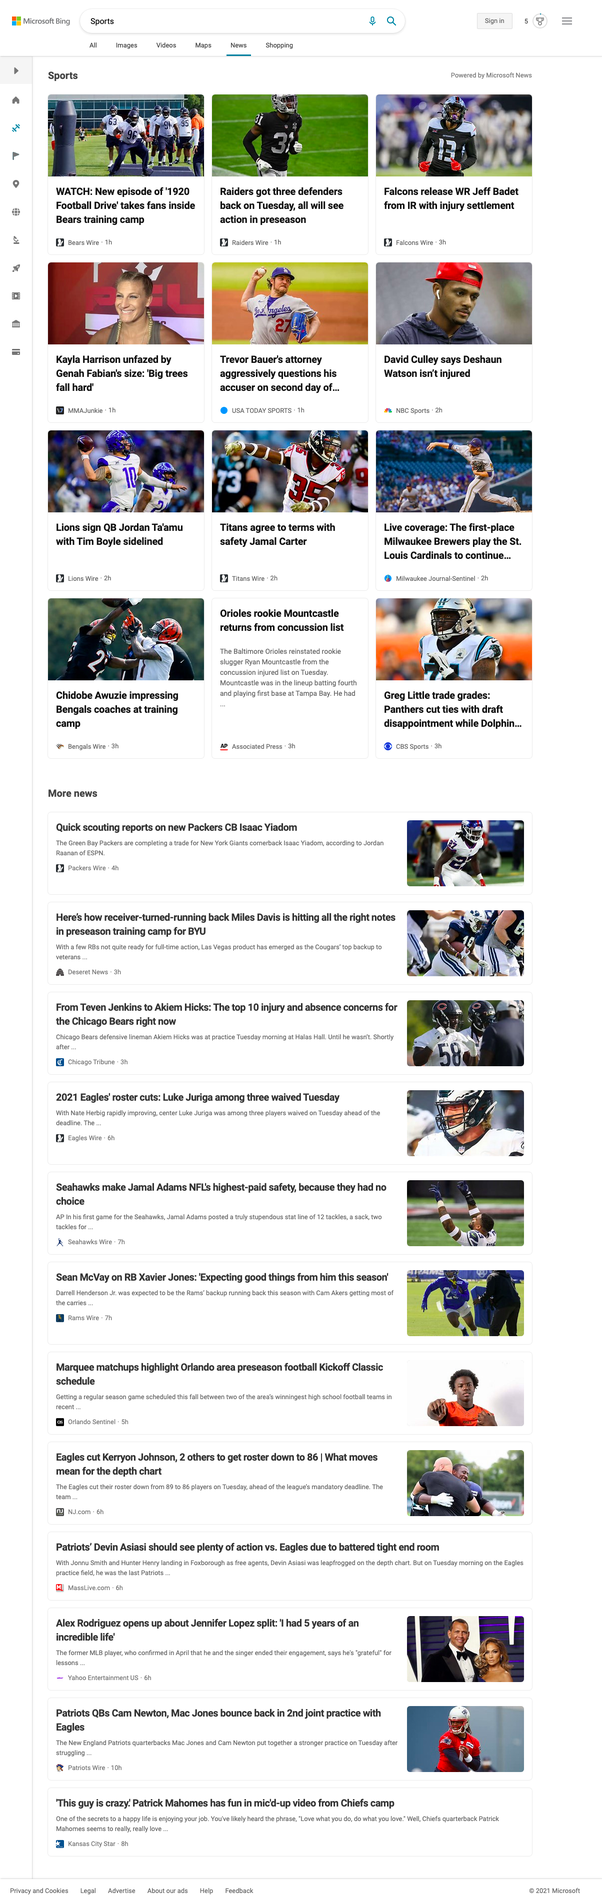 Microsoft Bing
Sports
Sign in
5
All Images Videos Maps News Shopping
Sports
Powered by Microsoft News
WATCH: New episode of '1920
Football Drive' takes fans inside
Bears training camp
Bears Wire · 1h
Raiders got three defenders
back on Tuesday, all will see
action in preseason
Raiders Wire · 1h
Falcons release WR Jeff Badet
from IR with injury settlement
Falcons Wire · 3h
Kayla Harrison unfazed by
Genah Fabian's size: 'Big trees
fall hard'
MMAJunkie · 1h
Trevor Bauer's attorney
aggressively questions his
accuser on second day of...
USA TODAY SPORTS · 1h
David Culley says Deshaun
Watson isn't injured
NBC Sports · 2h
Lions sign QB Jordan Ta'amu
with Tim Boyle sidelined
Lions Wire · 2h
Titans agree to terms with
safety Jamal Carter
Titans Wire · 2h
Live coverage: The first-place
Milwaukee Brewers play the St.
Louis Cardinals to continue...
Milwaukee Journal-Sentinel · 2h
Chidobe Awuzie impressing
Bengals coaches at training
camp
Bengals Wire · 3h
Orioles rookie Mountcastle
returns from concussion list
The Baltimore Orioles reinstated rookie
slugger Ryan Mountcastle from the
concussion injured list on Tuesday.
Mountcastle was in the lineup batting fourth
and playing first base at Tampa Bay. He had
...
AP Associated Press · 3h
Greg Little trade grades:
Panthers cut ties with draft
disappointment while Dolphin...
CBS Sports · 3h
More news
Quick scouting reports on new Packers CB Isaac Yiadom
The Green Bay Packers are completing a trade for New York Giants cornerback Isaac Yiadom, according to Jordan
Raanan of ESPN.
Packers Wire · 4h
Here's how receiver-turned-running back Miles Davis is hitting all the right notes
in preseason training camp for BYU
With a few RBs not quite ready for full-time action, Las Vegas product has emerged as the Cougars' top backup to
veterans ...
Deseret News · 3h
From Teven Jenkins to Akiem Hicks: The top 10 injury and absence concerns for
the Chicago Bears right now
Chicago Bears defensive lineman Akiem Hicks was at practice Tuesday morning at Halas Hall. Until he wasn't. Shortly
after ...
Chicago Tribune · 3h
2021 Eagles' roster cuts: Luke Juriga among three waived Tuesday
With Nate Herbig rapidly improving, center Luke Juriga was among three players waived on Tuesday ahead of the
deadline. The ...
Eagles Wire · 6h
Seahawks make Jamal Adams NFL's highest-paid safety, because they had no
choice
AP In his first game for the Seahawks, Jamal Adams posted a truly stupendous stat line of 12 tackles, a sack, two
tackles for ...
Seahawks Wire · 7h
Sean McVay on RB Xavier Jones: 'Expecting good things from him this season'
Darrell Henderson Jr. was expected to be the Rams' backup running back this season with Cam Akers getting most of
the carries ...
Rams Wire · 7h
Marquee matchups highlight Orlando area preseason football Kickoff Classic
schedule
Getting a regular season game scheduled this fall between two of the area's winningest high school football teams in
recent ...
Orlando Sentinel · 5h
Eagles cut Kerryon Johnson, 2 others to get roster down to 86 | What moves
mean for the depth chart
The Eagles cut their roster down from 89 to 86 players on Tuesday, ahead of the league's mandatory deadline. The
team ...
NJ.com · 6h
Patriots' Devin Asiasi should see plenty of action vs. Eagles due to battered tight end room
With Jonnu Smith and Hunter Henry landing in Foxborough as free agents, Devin Asiasi was leapfrogged on the depth chart. But on Tuesday morning on the Eagles
practice field, he was the last Patriots ...
MassLive.com · 6h
Alex Rodriguez opens up about Jennifer Lopez split: 'I had 5 years of an
incredible life'
The former MLB player, who confirmed in April that he and the singer ended their engagement, says he's "grateful" for
lessons ...
Yahoo Entertainment US · 6h
Patriots QBs Cam Newton, Mac Jones bounce back in 2nd joint practice with
Eagles
The New England Patriots quarterbacks Mac Jones and Cam Newton put together a stronger practice on Tuesday after
struggling ...
Patriots Wire · 10h
'This guy is crazy.' Patrick Mahomes has fun in mic'd-up video from Chiefs camp
One of the secrets to a happy life is enjoying your job. You've likely heard the phrase, "Love what you do, do what you love." Well, Chiefs quarterback Patrick
Mahomes seems to really, really love ...
Kansas City Star · 8h
Privacy and Cookies Legal Advertise About our ads Help Feedback © 2021 Microsoft